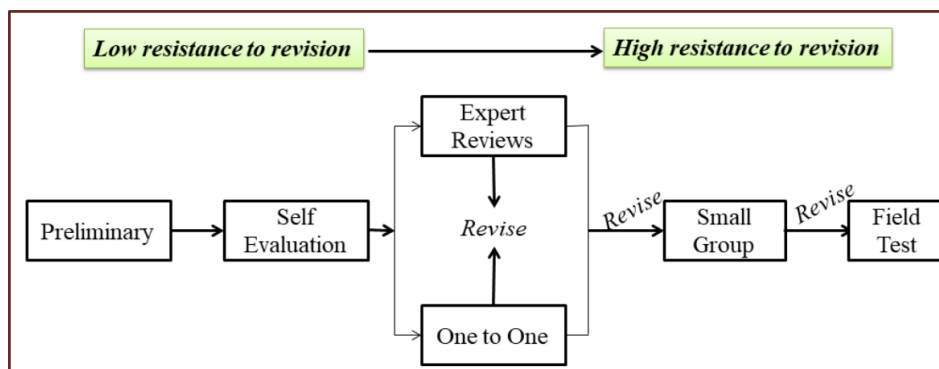 Low resistance to revision
High resistance to revision
Expert
Reviews
Preliminary
Self
Evaluation
Revise
Revise
Small
Group
Revise
Field
Test
One to One